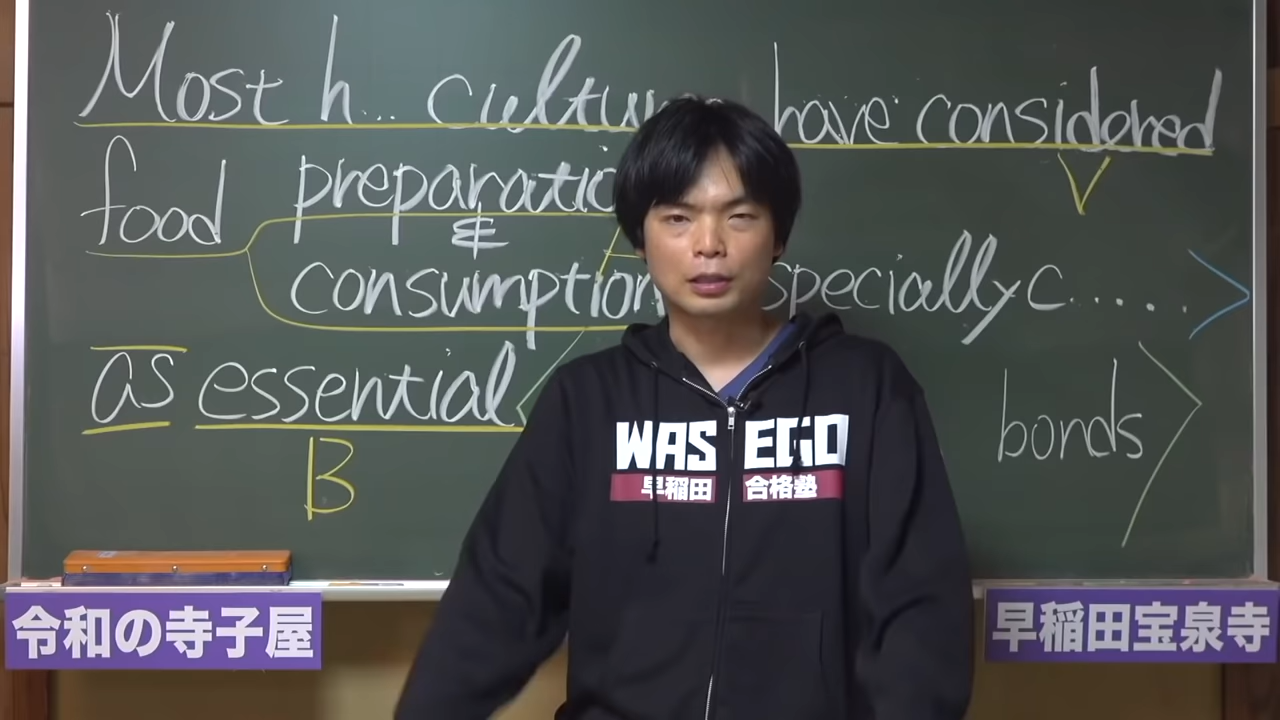 Most h... cultu have considered
V
food preparatio
&
consumption specially c.....
as essential bonds
B
WAS EGO
早稲田 合格塾
令和の寺子屋
早稲田宝泉寺